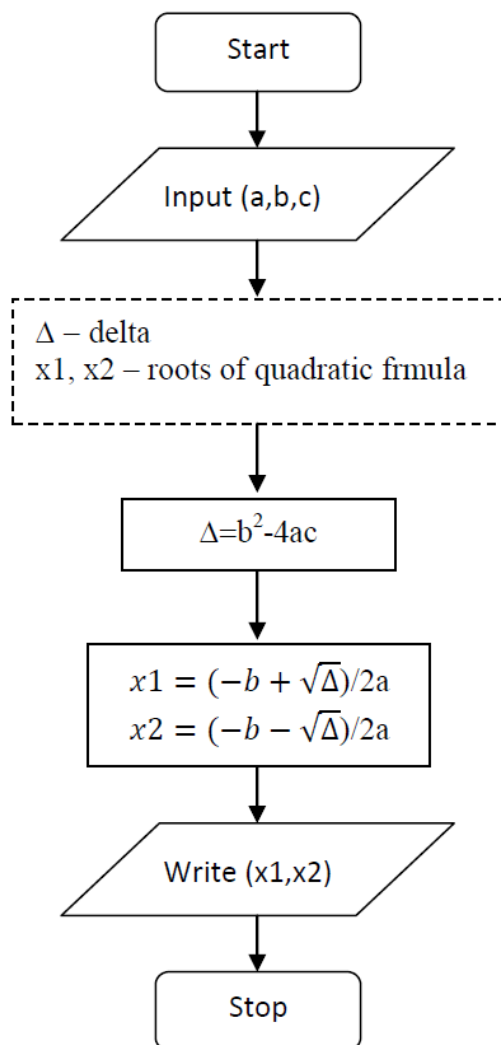 Start
Input (a,b,c)
Δ – delta
x1, x2 – roots of quadratic frmula
Δ=b²-4ac
x1 = (−b + √Δ)/2a
x2 = (−b − √Δ)/2a
Write (x1,x2)
Stop